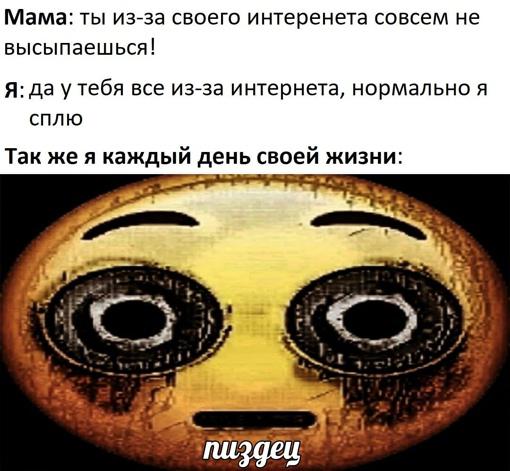 Мама: ты из-за своего интеренета совсем не
высыпаешься!
Я: да у тебя все из-за интернета, нормально я
сплю
Так же я каждый день своей жизни:
пиздец